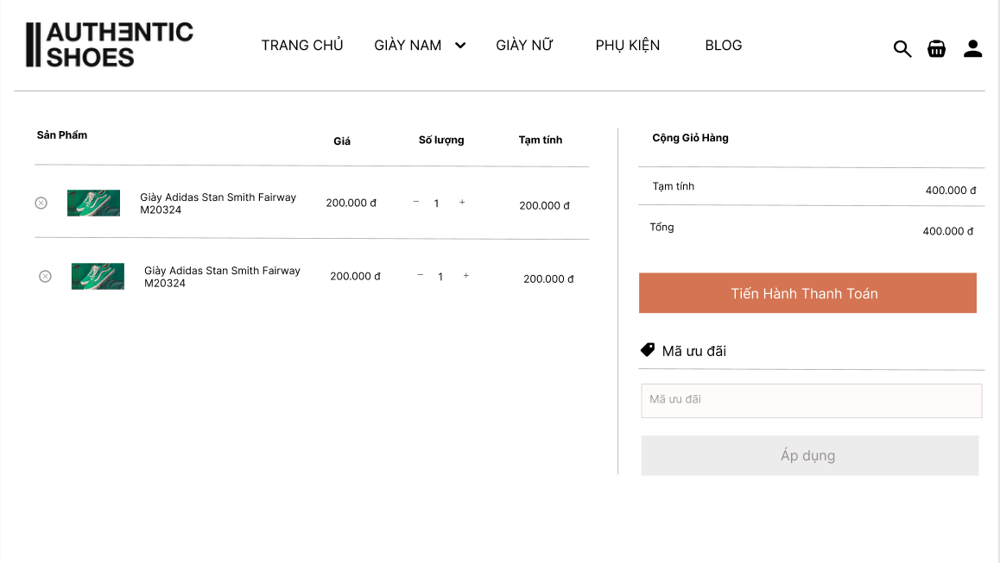 AUTHENTIC
SHOES
TRANG CHỦ GIÀY NAM GIÀY NỮ PHỤ KIỆN BLOG
Sản Phẩm Giá Số lượng Tạm tính
Giày Adidas Stan Smith Fairway
M20324
200.000 đ − 1 + 200.000 đ
Giày Adidas Stan Smith Fairway
M20324
200.000 đ − 1 + 200.000 đ
Cộng Giỏ Hàng
Tạm tính 400.000 đ
Tổng 400.000 đ
Tiến Hành Thanh Toán
Mã ưu đãi
Mã ưu đãi
Áp dụng